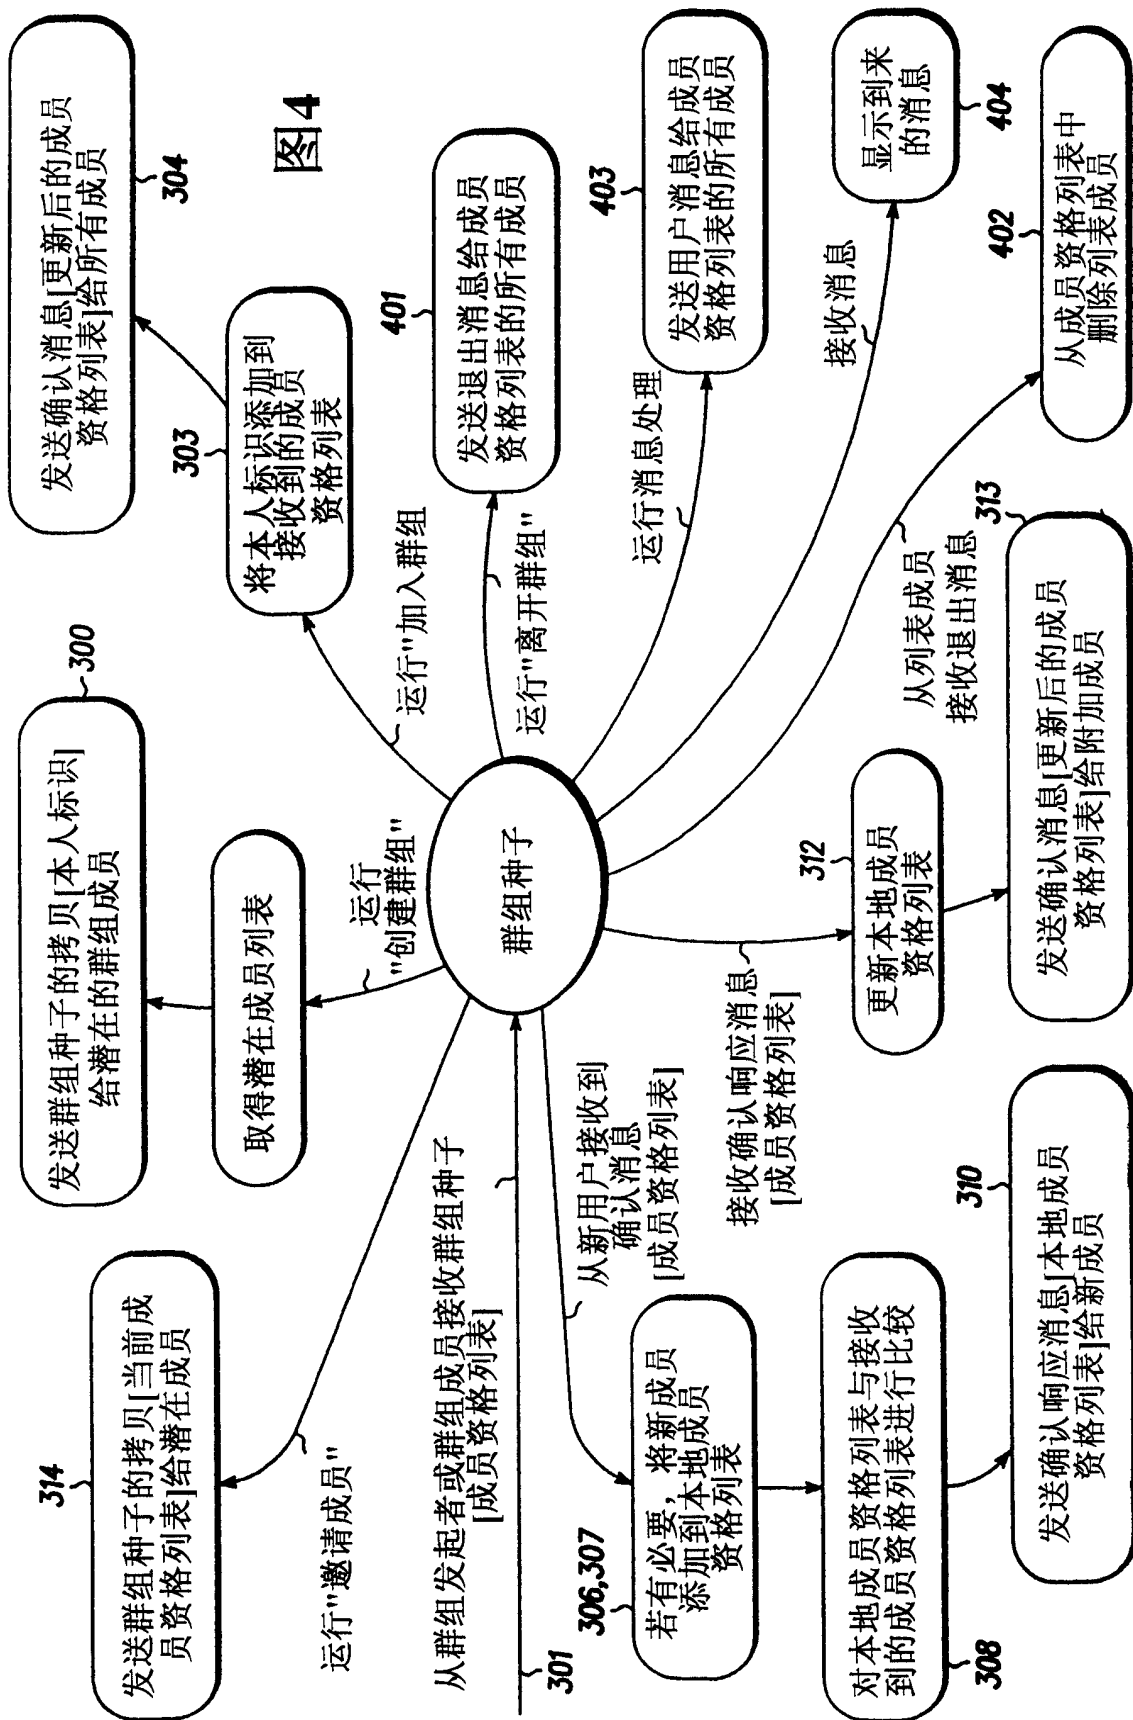 图4
314
发送群组种子的拷贝[当前成
员资格列表]给潜在成员
运行"邀请成员"
300
发送群组种子的拷贝[本人标识]
给潜在的群组成员
取得潜在成员列表
运行
"创建群组"
304
发送确认消息[更新后的成员
资格列表]给所有成员
303
将本人标识添加到
接收到的成员
资格列表
运行"加入群组
401
发送退出消息给成员
资格列表的所有成员
运行"离开群组"
从群组发起者或群组成员接收群组种子
[成员资格列表]
301
群组种子
403
发送用户消息给成员
资格列表的所有成员
运行消息处理
404
显示到来
的消息
接收消息
402
从成员资格列表中
删除列表成员
从列表成员
接收退出消息
从新用户接收到
确认消息
[成员资格列表]
306,307
若有必要，将新成员
添加到本地成员
资格列表
308
对本地成员资格列表与接收
到的成员资格列表进行比较
310
发送确认响应消息[本地成员
资格列表]给新成员
接收确认响应消息
[成员资格列表]
312
更新本地成员
资格列表
313
发送确认消息[更新后的成员
资格列表]给附加成员